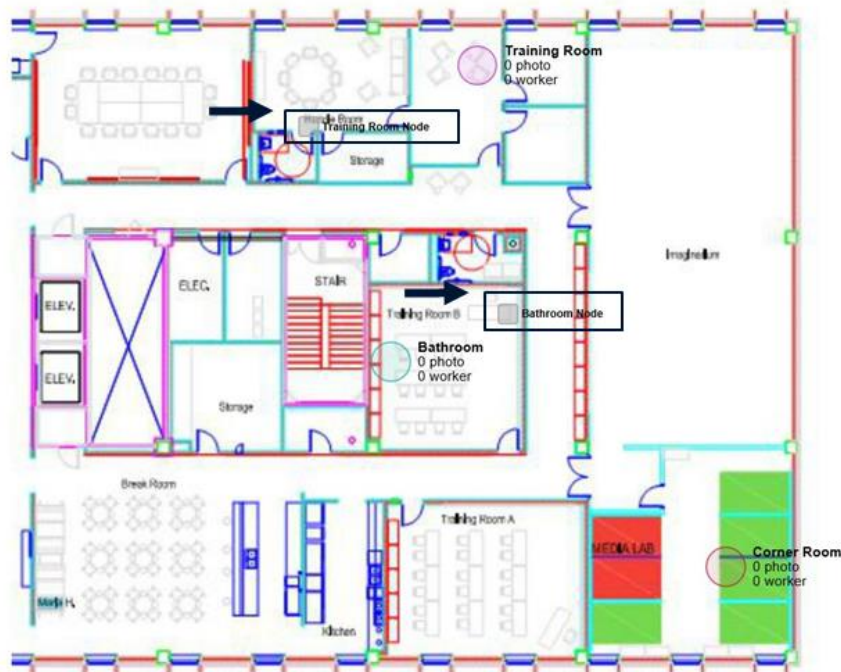 Training Room
0 photo
0 worker
Training Room Node
Storage
Imaginarium
ELEV.
ELEC.
STAIR
Training Room B
Bathroom Node
Bathroom
0 photo
0 worker
ELEV.
Storage
Break Room
Training Room A
MEDIA LAB
Corner Room
0 photo
0 worker
Kitchen